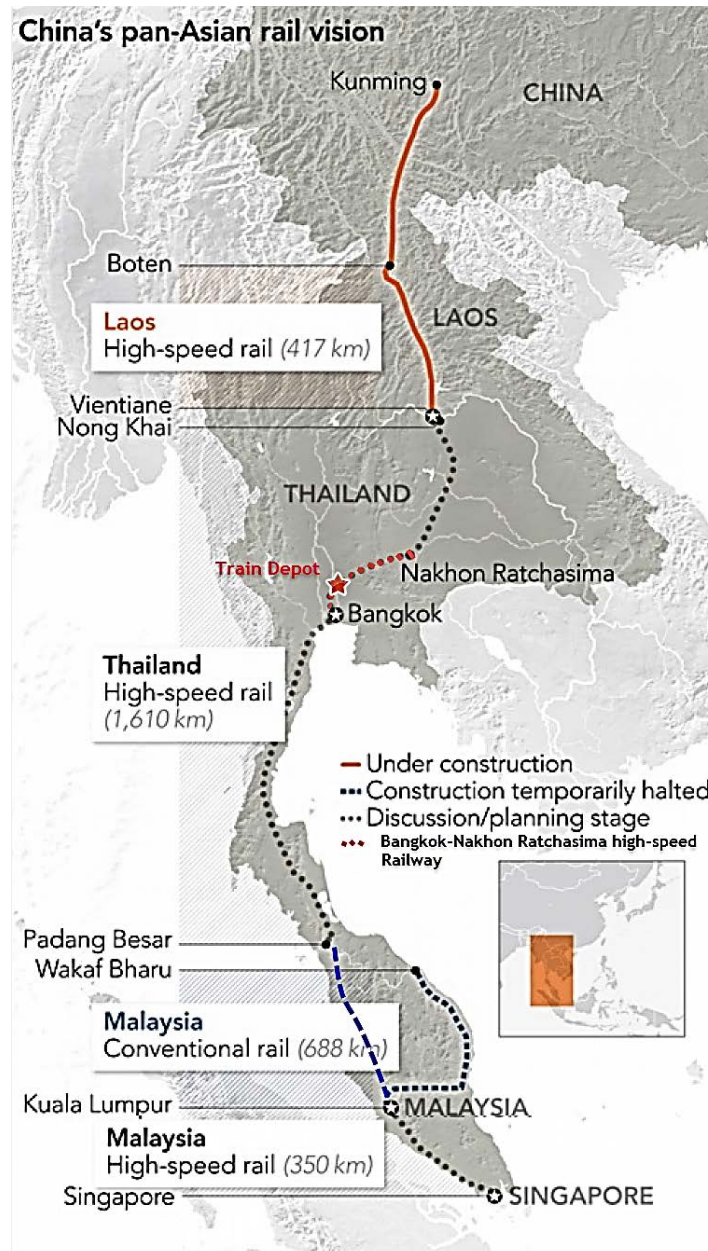 China's pan-Asian rail vision
Kunming
CHINA
Boten
LAOS
Laos
High-speed rail (417 km)
Vientiane
Nong Khai
THAILAND
Train Depot
Nakhon Ratchasima
Bangkok
Thailand
High-speed rail
(1,610 km)
Under construction
Construction temporarily halted
Discussion/planning stage
Bangkok-Nakhon Ratchasima high-speed
Railway
Padang Besar
Wakaf Bharu
Malaysia
Conventional rail (688 km)
Kuala Lumpur
MALAYSIA
Malaysia
High-speed rail (350 km)
Singapore
SINGAPORE